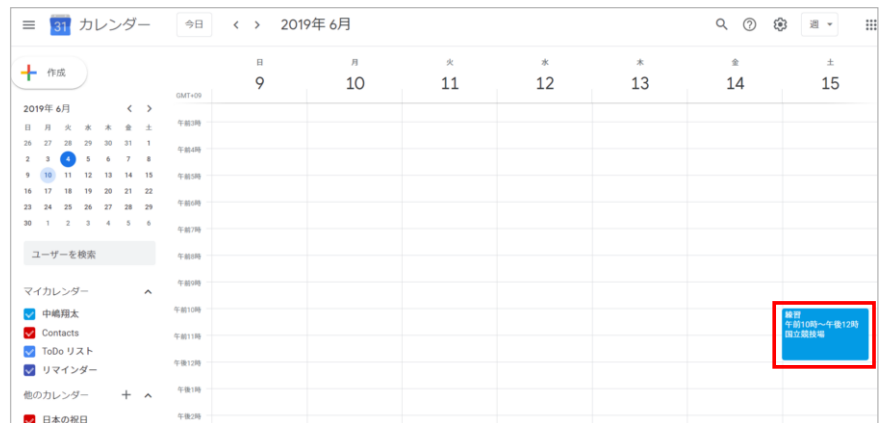 31 カレンダー 今日 < > 2019年 6月 週
作成
2019年 6月 < >
日 月 火 水 木 金 土
26 27 28 29 30 31 1
2 3 4 5 6 7 8
9 10 11 12 13 14 15
16 17 18 19 20 21 22
23 24 25 26 27 28 29
30 1 2 3 4 5 6
ユーザーを検索
マイカレンダー
中嶋翔太
Contacts
ToDo リスト
リマインダー
他のカレンダー +
日本の祝日
日 月 火 水 木 金 土
9 10 11 12 13 14 15
GMT+09
午前3時
午前4時
午前5時
午前6時
午前7時
午前8時
午前9時
午前10時
午前11時
午後12時
午後1時
午後2時
練習
午前10時～午後12時
国立競技場